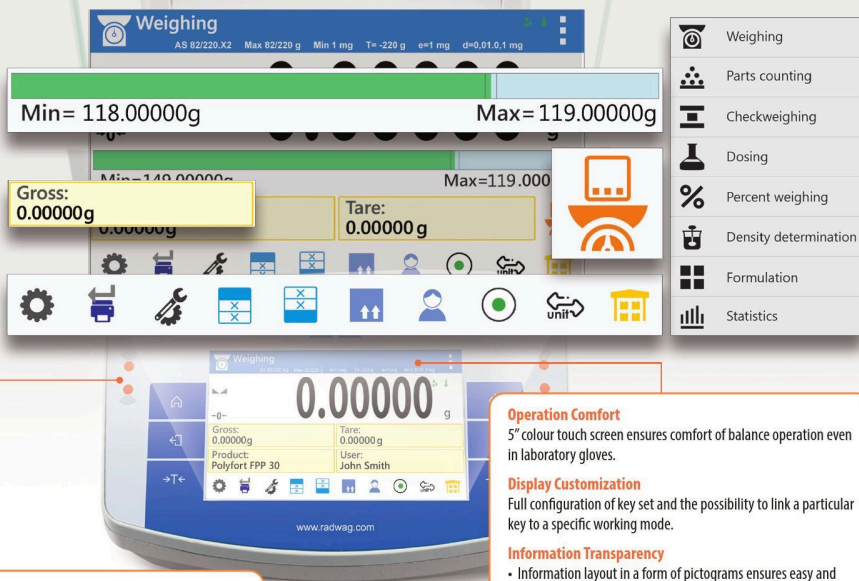 Weighing
AS 82/220.X2 Max 82/220 g Min 1 mg T= -220 g e=1 mg d=0,01.0,1 mg
Min= 118.00000g Max= 119.00000g
-0- g
Max=119.000
Gross:
0.00000g
0.00000g
Tare:
0.00000 g
unit
unit
Weighing
Parts counting
Checkweighing
Dosing
Percent weighing
Density determination
Formulation
Statistics
Weighing
-0-
0.00000 g
Gross:
0.00000g
Tare:
0.00000 g
Product:
Polyfort FPP 30
User:
John Smith
→T←
www.radwag.com
Operation Comfort
5" colour touch screen ensures comfort of balance operation even
in laboratory gloves.
Display Customization
Full configuration of key set and the possibility to link a particular
key to a specific working mode.
Information Transparency
• Information layout in a form of pictograms ensures easy and